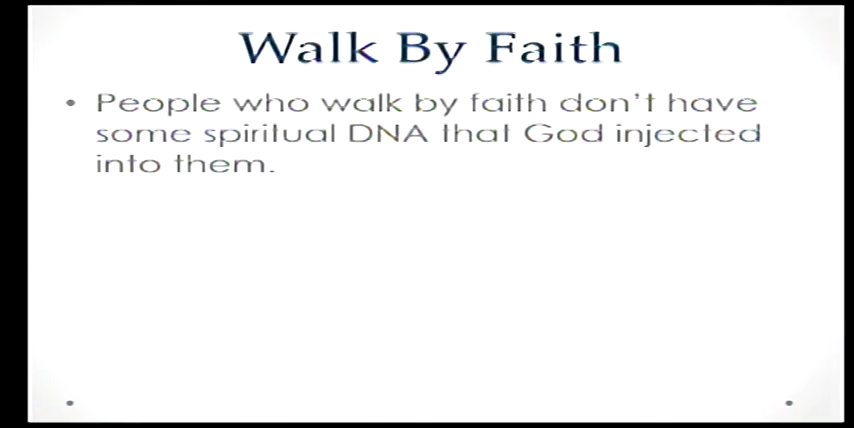 Walk By Faith
• People who walk by faith don't have
some spiritual DNA that God injected
into them.